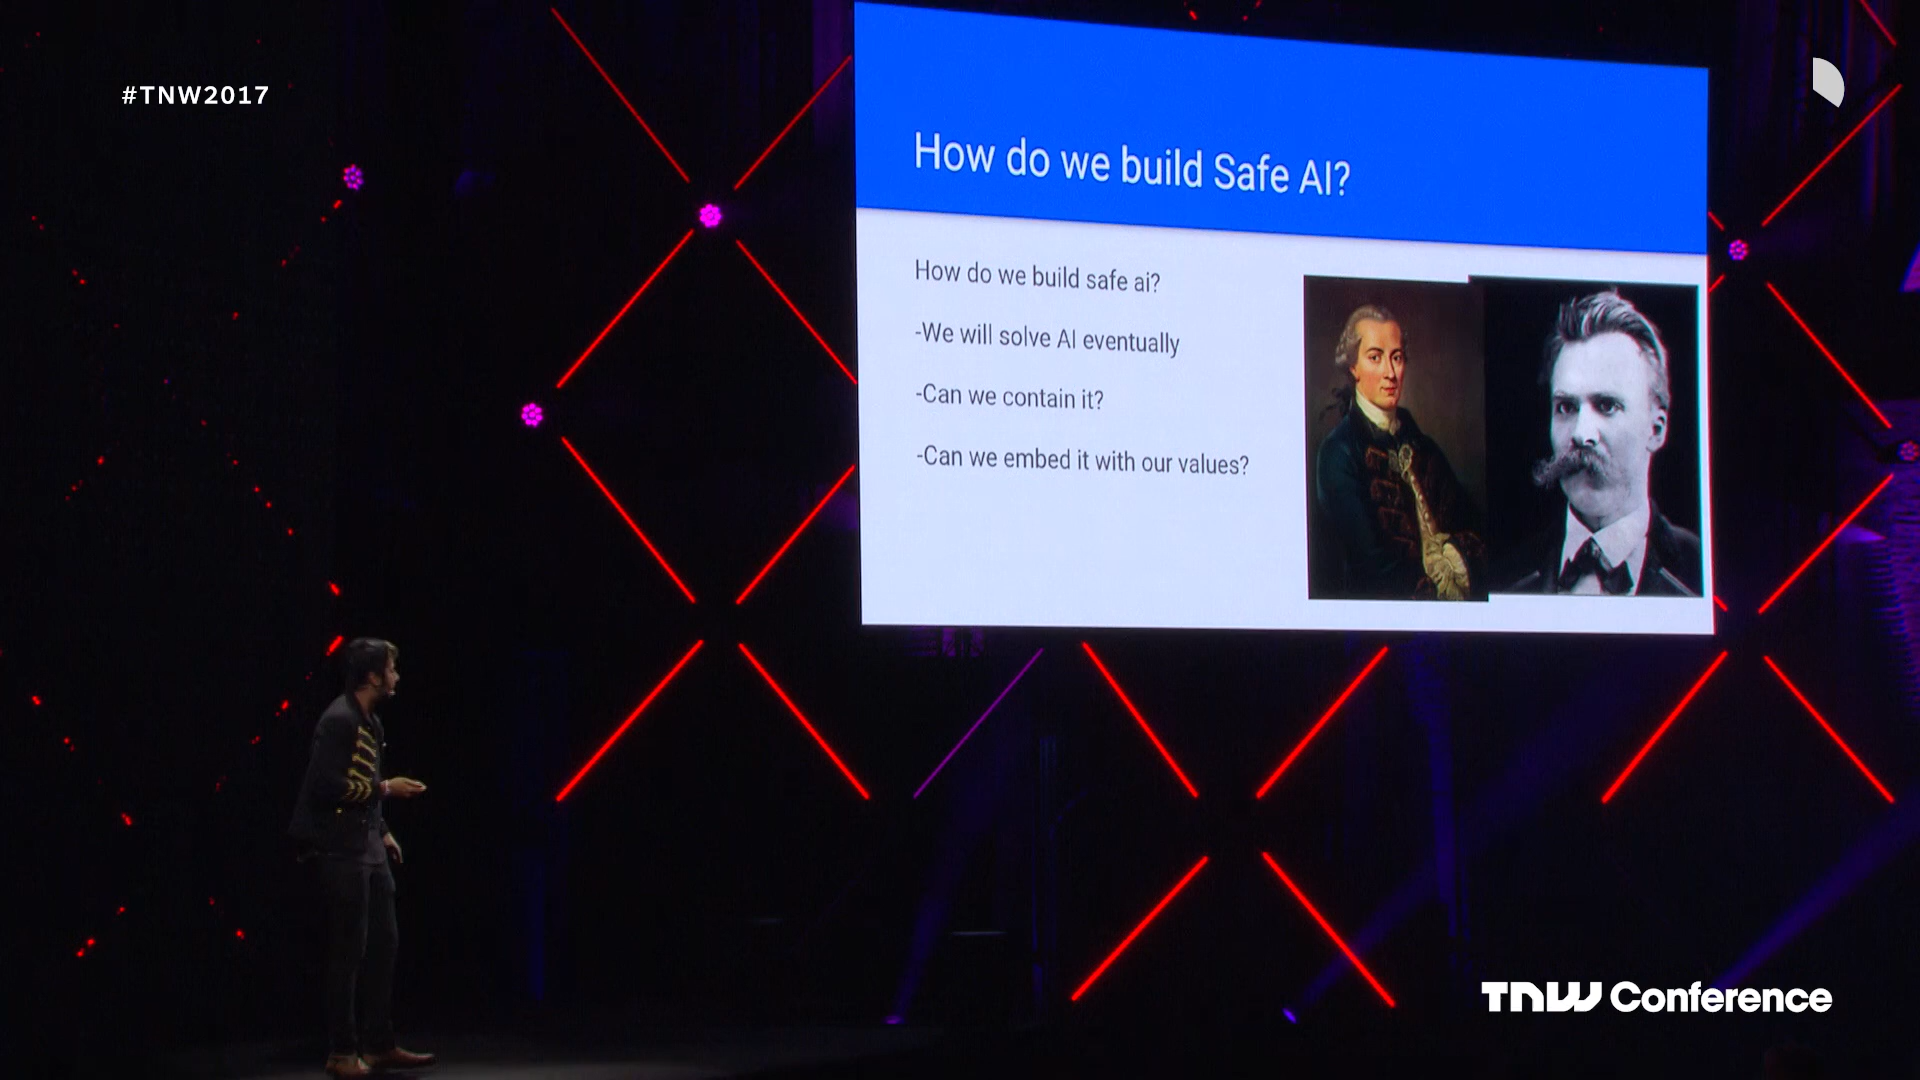 #TNW2017
How do we build Safe AI?
How do we build safe ai?
-We will solve AI eventually
-Can we contain it?
-Can we embed it with our values?
TNW Conference